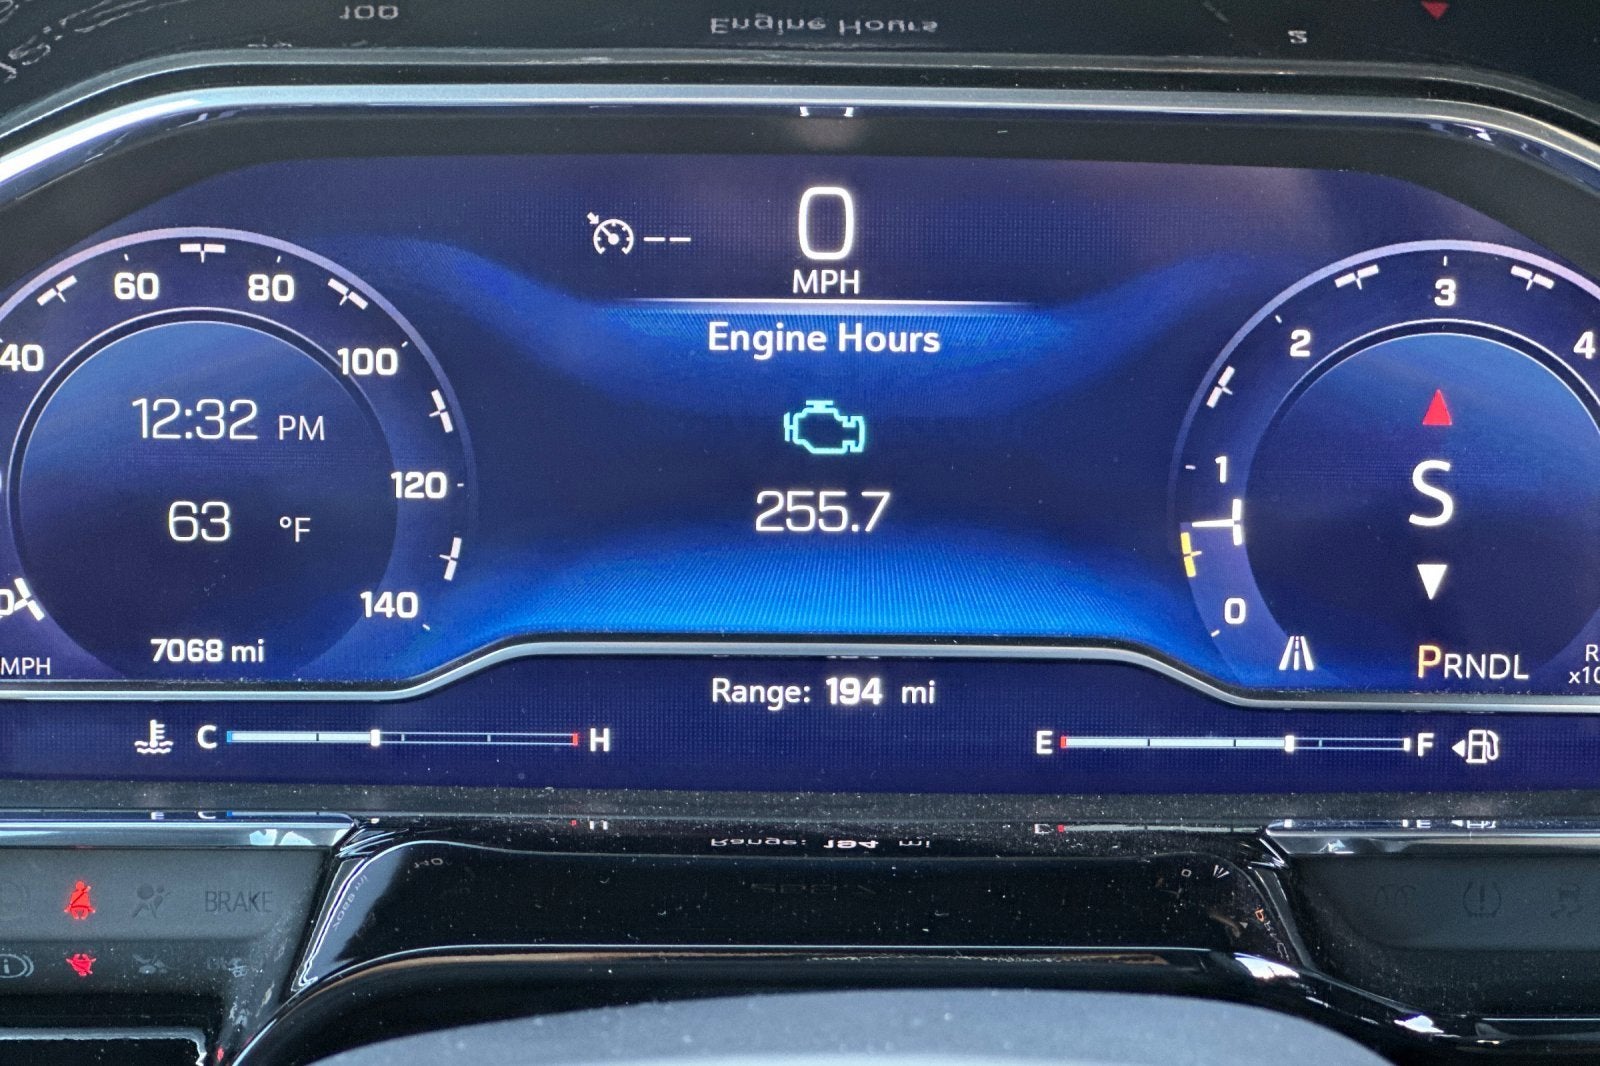 0
MPH
Engine Hours
255.7
40
60
80
100
120
140
12:32 PM
63 °F
7068 mi
MPH
0
1
2
3
4
S
PRNDL
Range: 194 mi
C
H
E
F
BRAKE